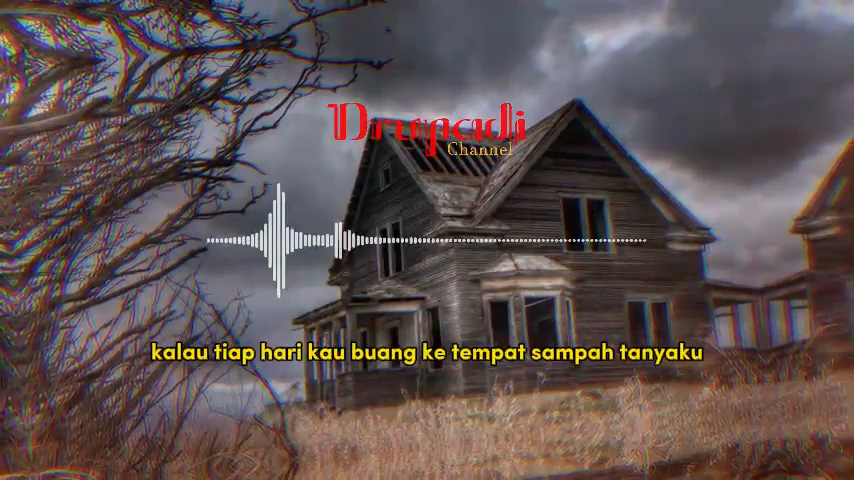 Drupadi
Channel
kalau tiap hari kau buang ke tempat sampah tanyaku